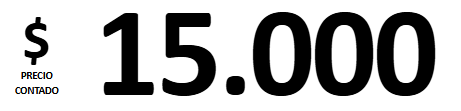 $ 15.000
PRECIO
CONTADO